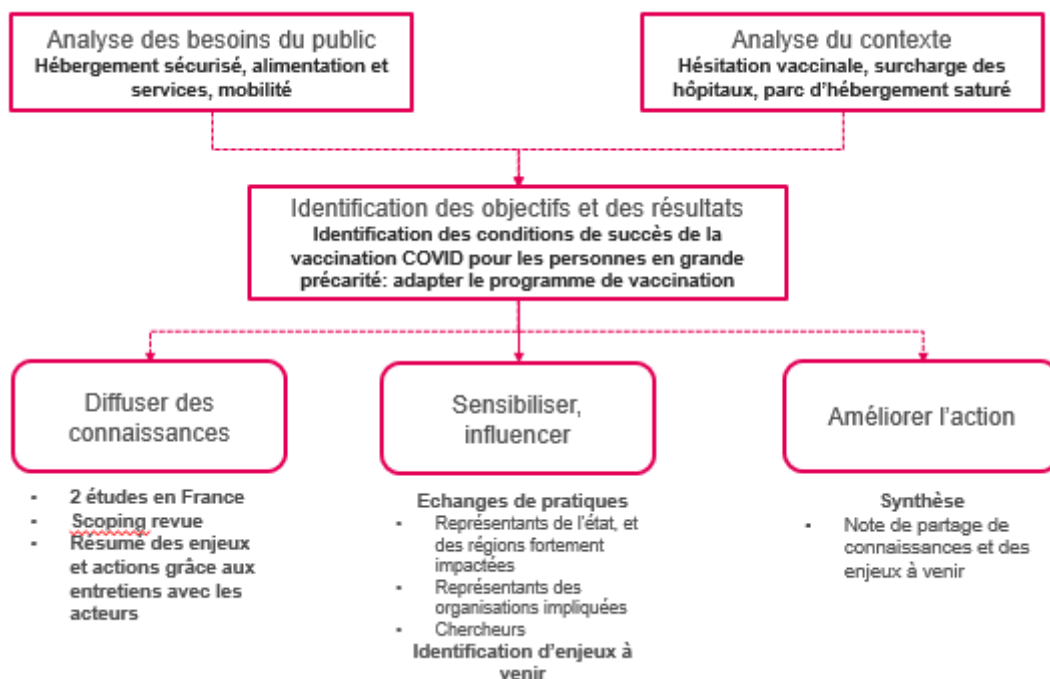 Analyse des besoins du public
Hébergement sécurisé, alimentation et
services, mobilité
Analyse du contexte
Hésitation vaccinale, surcharge des
hôpitaux, parc d'hébergement saturé
Identification des objectifs et des résultats
Identification des conditions de succès de la
vaccination COVID pour les personnes en grande
précarité: adapter le programme de vaccination
Diffuser des
connaissances
- 2 études en France
- Scoping revue
- Résumé des enjeux
et actions grâce aux
entretiens avec les
acteurs
Sensibiliser,
influencer
Echanges de pratiques
- Représentants de l'état, et
des régions fortement
impactées
- Représentants des
organisations impliquées
- Chercheurs
Identification d'enjeux à
venir
Améliorer l'action
Synthèse
• Note de partage de
connaissances et des
enjeux à venir